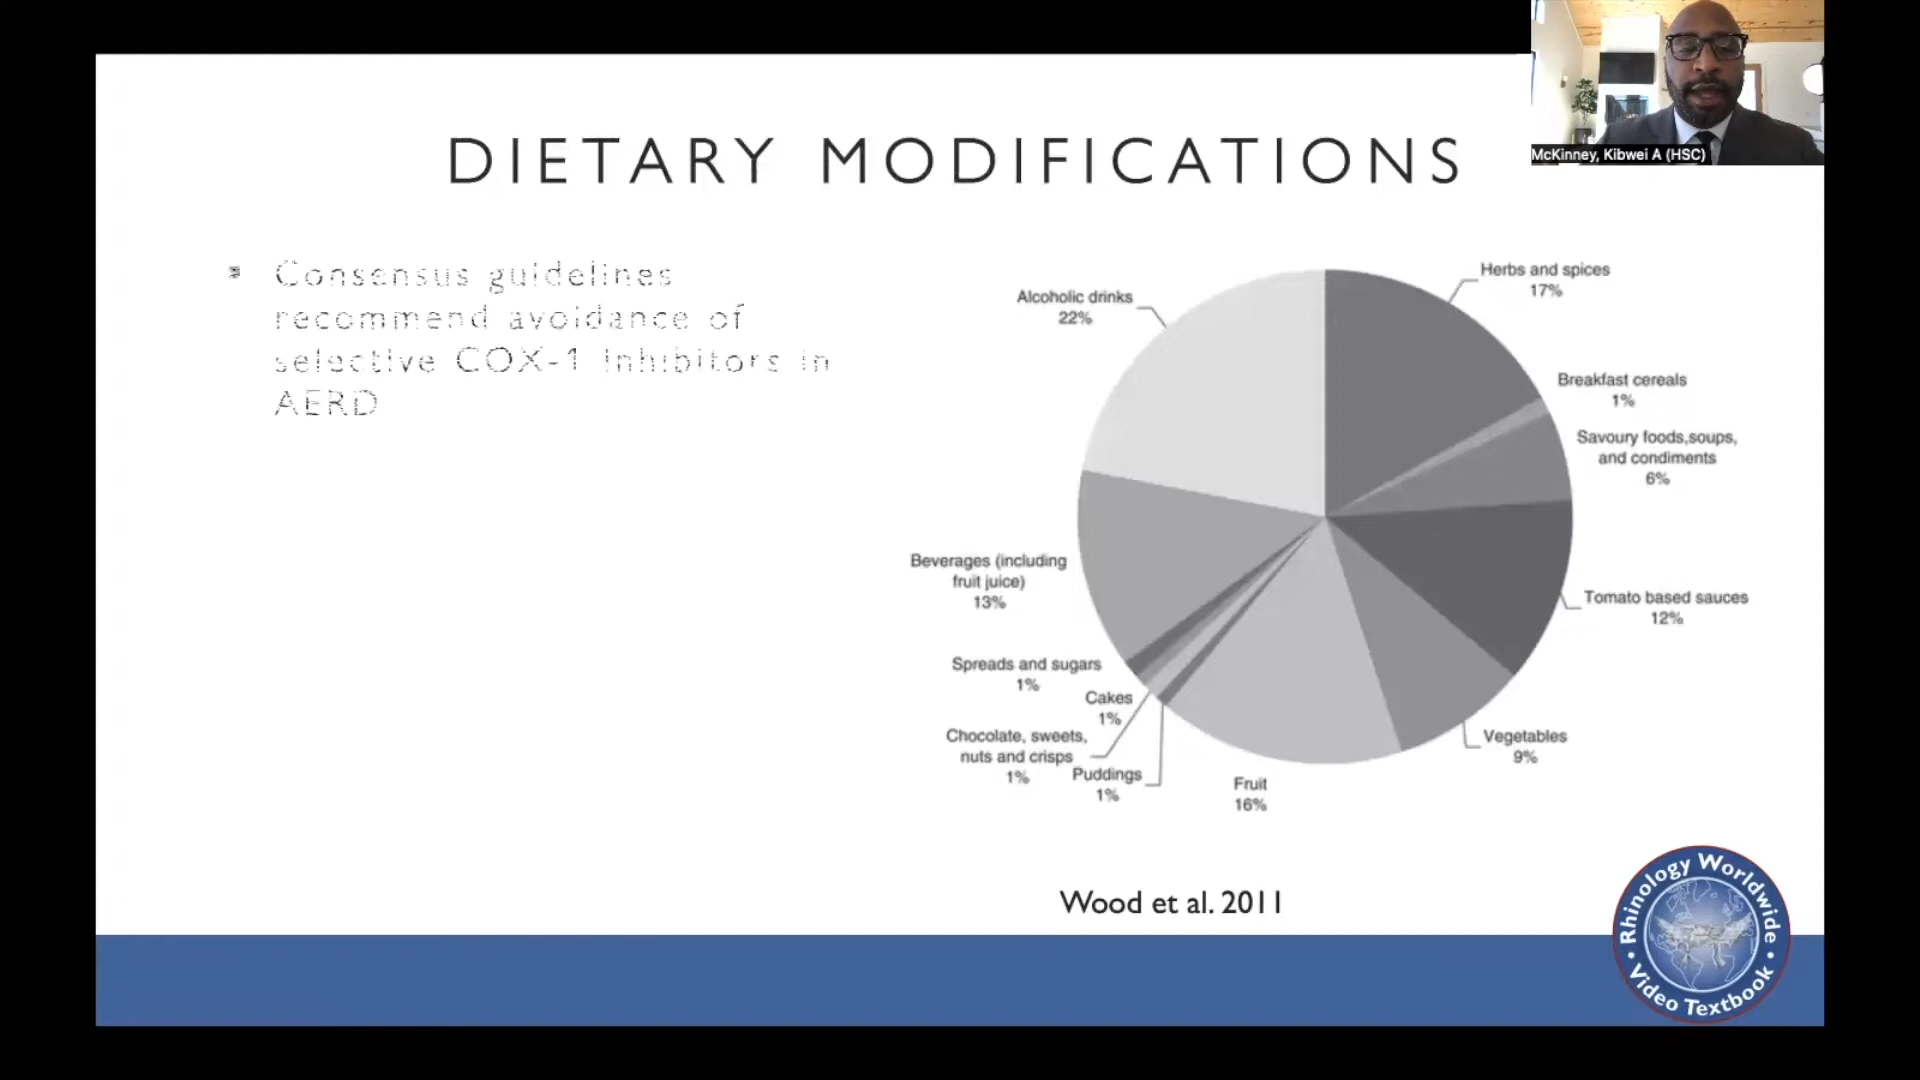 McKinney, Kibwei A (HSC)
DIETARY MODIFICATIONS
Consensus guidelines
recommend avoidance of
selective COX-1 inhibitors in
AERD
Herbs and spices
17%
Breakfast cereals
1%
Savoury foods,soups,
and condiments
6%
Tomato based sauces
12%
Vegetables
9%
Fruit
16%
Puddings
1%
Chocolate, sweets,
nuts and crisps
1%
Cakes
1%
Spreads and sugars
1%
Beverages (including
fruit juice)
13%
Alcoholic drinks
22%
Wood et al. 2011
Rhinology Worldwide
Video Textbook